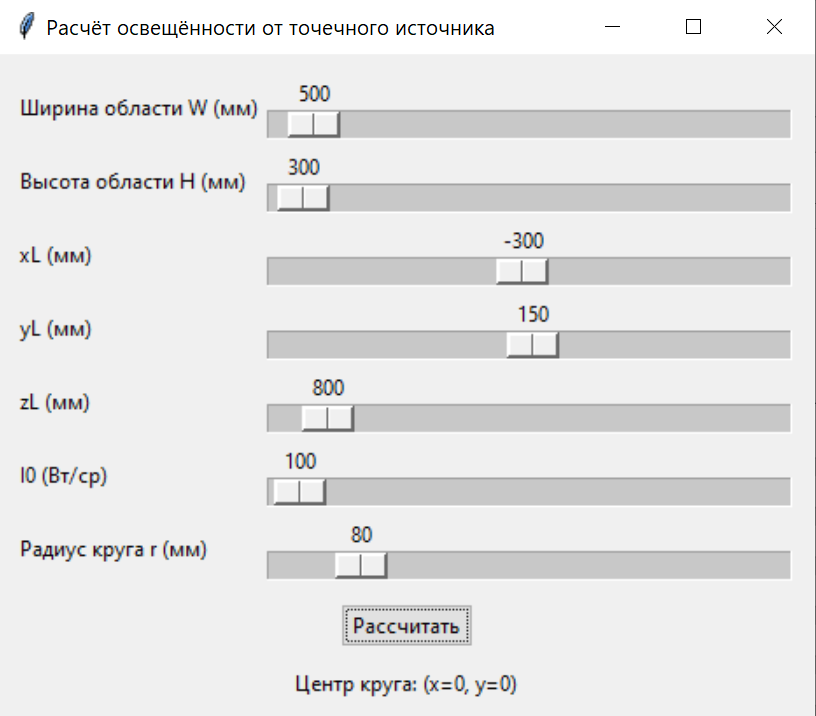 Расчёт освещённости от точечного источника
500
Ширина области W (мм)
300
Высота области H (мм)
-300
xL (мм)
150
yL (мм)
800
zL (мм)
100
I0 (Вт/ср)
80
Радиус круга r (мм)
Рассчитать
Центр круга: (x=0, y=0)